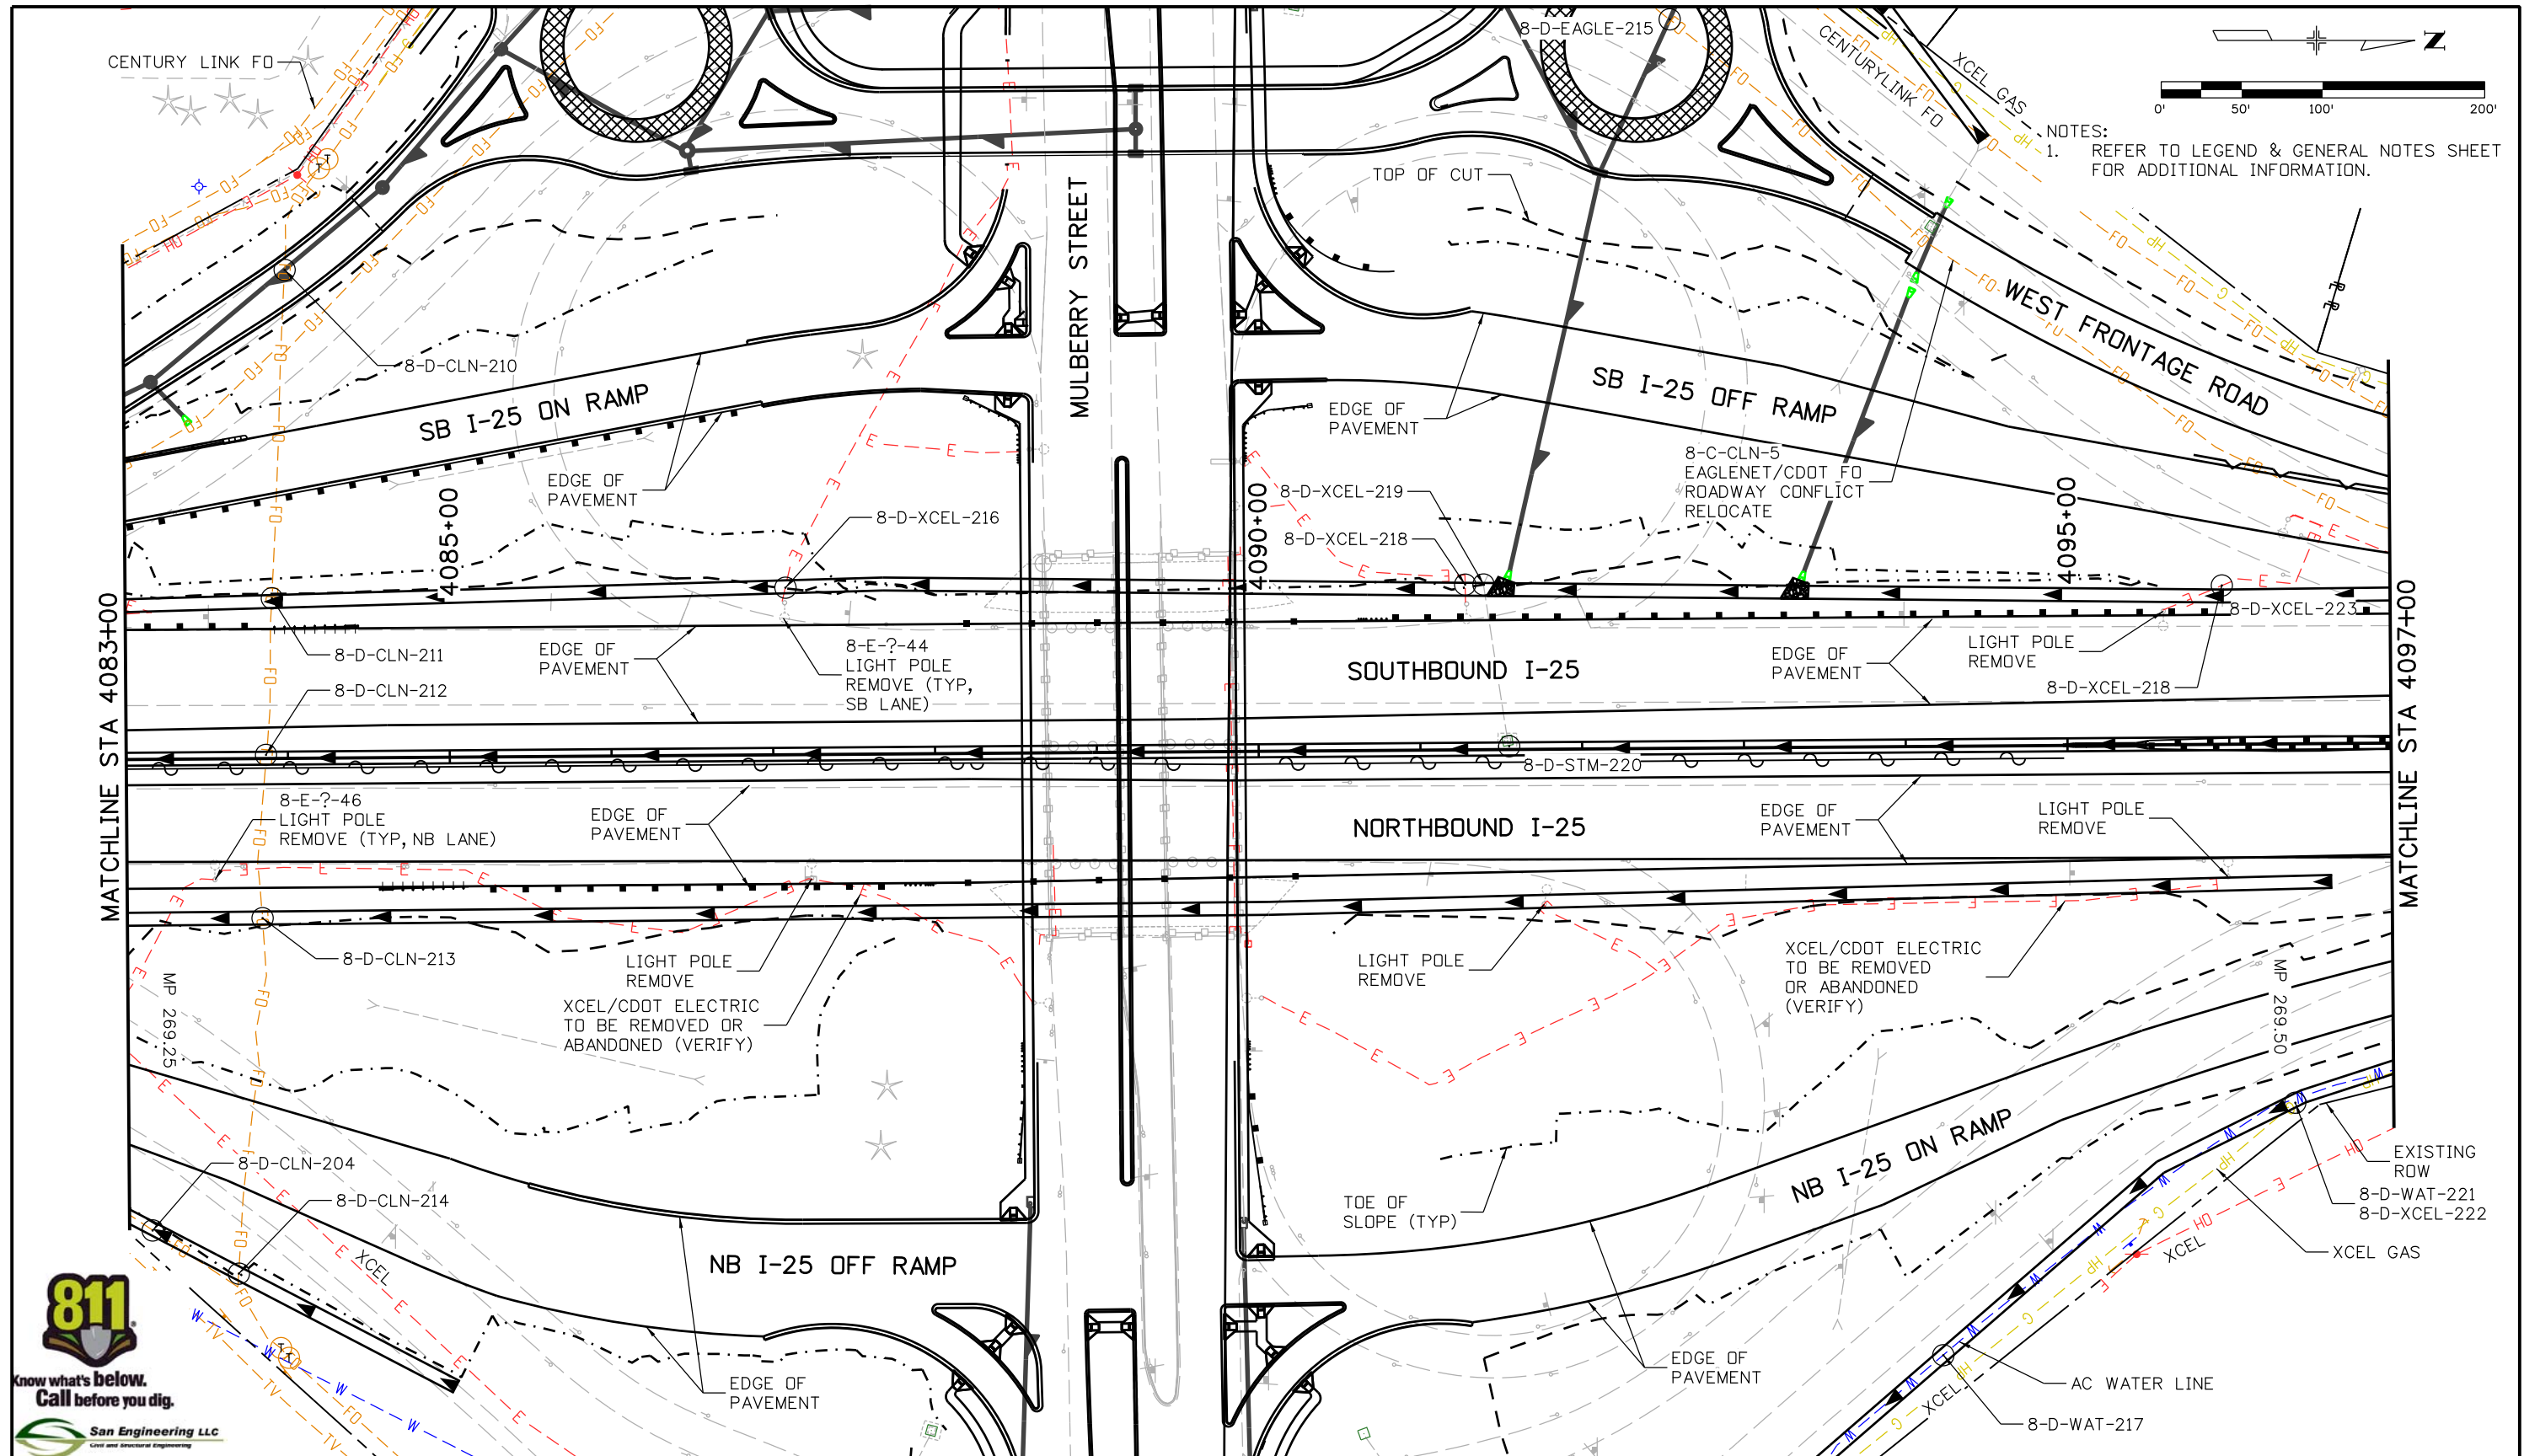 CENTURY LINK FO
8-D-EAGLE-215
CENTURYLINK FO
XCEL GAS
N
0'
50'
100'
200'
NOTES:
1. REFER TO LEGEND & GENERAL NOTES SHEET
FOR ADDITIONAL INFORMATION.
TOP OF CUT
MULBERRY STREET
WEST FRONTAGE ROAD
8-D-CLN-210
SB I-25 ON RAMP
SB I-25 OFF RAMP
EDGE OF
PAVEMENT
EDGE OF
PAVEMENT
8-C-CLN-5
EAGLENET/CDOT FO
ROADWAY CONFLICT
RELOCATE
4085+00
4090+00
4095+00
8-D-XCEL-216
8-D-XCEL-219
8-D-XCEL-218
8-D-XCEL-223
MATCHLINE STA 4083+00
MATCHLINE STA 4097+00
8-D-CLN-211
8-D-CLN-212
EDGE OF
PAVEMENT
8-E-?-44
LIGHT POLE
REMOVE (TYP,
SB LANE)
SOUTHBOUND I-25
EDGE OF
PAVEMENT
LIGHT POLE
REMOVE
8-D-XCEL-218
8-D-STM-220
8-E-?-46
LIGHT POLE
REMOVE (TYP, NB LANE)
EDGE OF
PAVEMENT
NORTHBOUND I-25
EDGE OF
PAVEMENT
LIGHT POLE
REMOVE
8-D-CLN-213
LIGHT POLE
REMOVE
XCEL/CDOT ELECTRIC
TO BE REMOVED OR
ABANDONED (VERIFY)
LIGHT POLE
REMOVE
XCEL/CDOT ELECTRIC
TO BE REMOVED
OR ABANDONED
(VERIFY)
MP 269.25
MP 269.50
8-D-CLN-204
8-D-CLN-214
XCEL
NB I-25 OFF RAMP
TOE OF
SLOPE (TYP)
NB I-25 ON RAMP
EXISTING
ROW
8-D-WAT-221
8-D-XCEL-222
XCEL
XCEL GAS
EDGE OF
PAVEMENT
EDGE OF
PAVEMENT
AC WATER LINE
XCEL
8-D-WAT-217
811
Know what's below.
Call before you dig.
San Engineering LLC
Civil and Structural Engineering